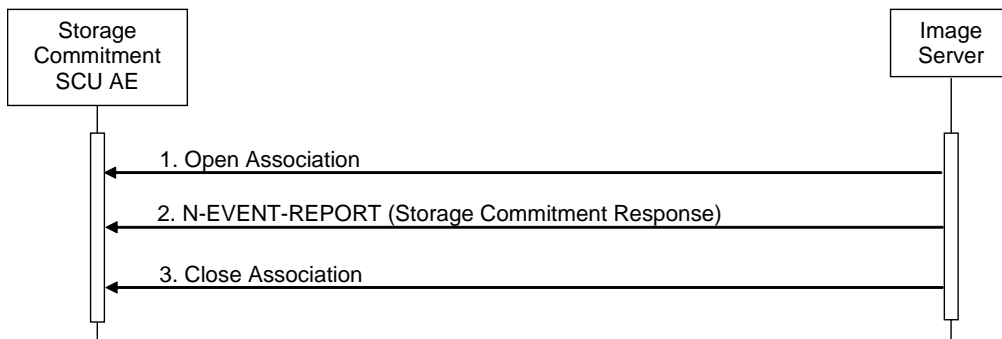 Storage
Commitment
SCU AE
Image
Server
1. Open Association
2. N-EVENT-REPORT (Storage Commitment Response)
3. Close Association